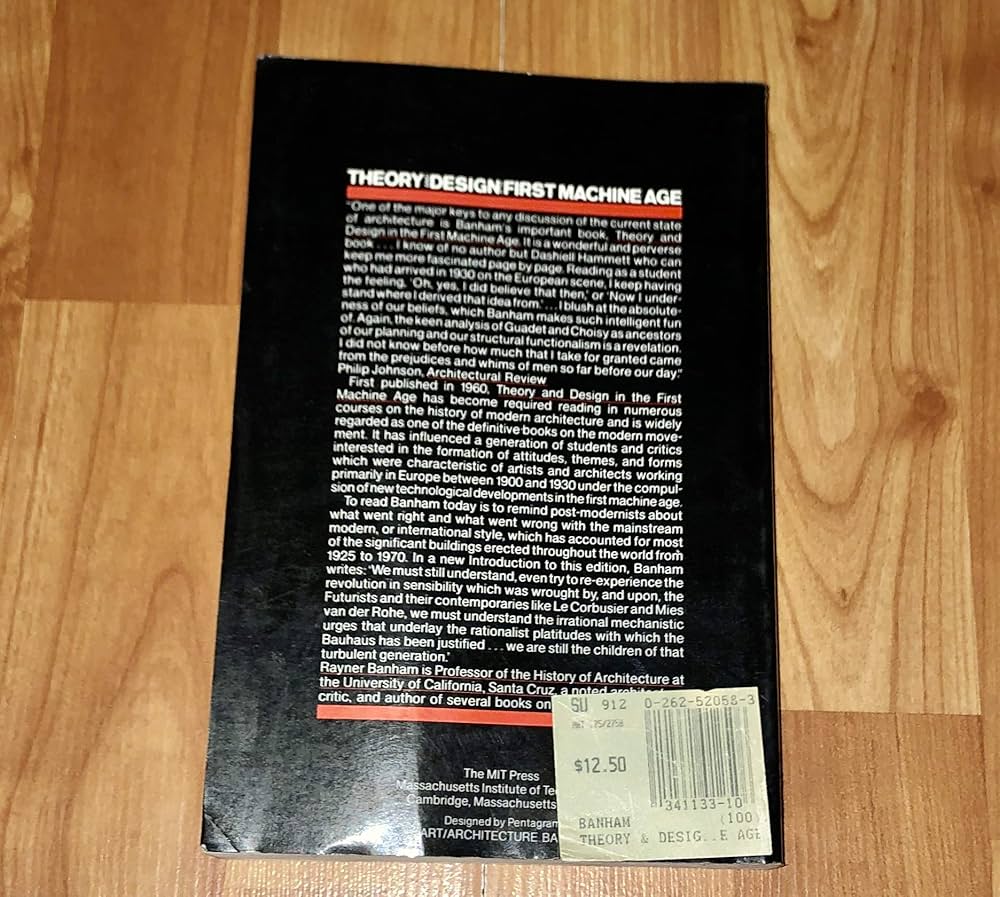 THEORY AND DESIGN IN THE FIRST MACHINE AGE
"One of the major keys to any discussion of the current state
of architecture is Banham's important book, Theory and
Design in the First Machine Age. It is a wonderful and perverse
book . . . I know of no author but Dashiell Hammett who can
keep me more fascinated page by page. Reading as a student
who had arrived in 1930 on the European scene, I keep having
the feeling, 'Oh, yes, I did believe that then,' or 'Now I under-
stand where I derived that idea from.' . . . I blush at the absolute-
ness of our beliefs, which Banham makes such intelligent fun
of. Again, the keen analysis of Guadet and Choisy as ancestors
of our planning and our structural functionalism is a revelation.
I did not know before how much that I take for granted came
from the prejudices and whims of men so far before our day."
Philip Johnson, Architectural Review
First published in 1960, Theory and Design in the First
Machine Age has become required reading in numerous
courses on the history of modern architecture and is widely
regarded as one of the definitive books on the modern move-
ment. It has influenced a generation of students and critics
interested in the formation of attitudes, themes, and forms
which were characteristic of artists and architects working
primarily in Europe between 1900 and 1930 under the compul-
sion of new technological developments in the first machine age.
To read Banham today is to remind post-modernists about
what went right and what went wrong with the mainstream
modern, or international style, which has accounted for most
of the significant buildings erected throughout the world from
1925 to 1970. In a new Introduction to this edition, Banham
writes: 'We must still understand, even try to re-experience the
revolution in sensibility which was wrought by, and upon, the
Futurists and their contemporaries like Le Corbusier and Mies
van der Rohe, we must understand the irrational mechanistic
urges that underlay the rationalist platitudes with which the
Bauhaus has been justified . . . we are still the children of that
turbulent generation.'
Rayner Banham is Professor of the History of Architecture at
the University of California, Santa Cruz, a noted
critic, and author of several books on
The MIT Press
Massachusetts Institute of
Cambridge, Massachusetts
Designed by Pentagram
ART/ARCHITECTURE
SU 912 0-262-52058-3
$12.50
341133-10
BANHAM (100)
THEORY & DESIG..E AGE